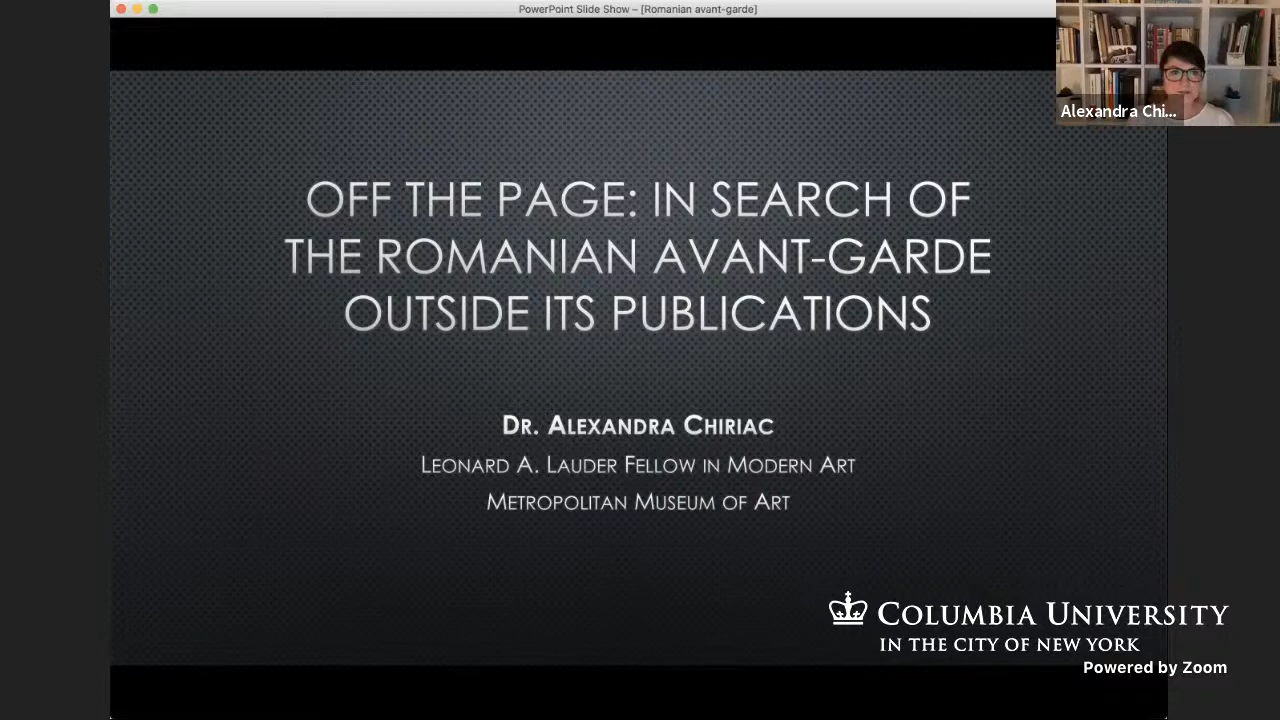 PowerPoint Slide Show – [Romanian avant-garde]
Alexandra Chi...
OFF THE PAGE: IN SEARCH OF
THE ROMANIAN AVANT-GARDE
OUTSIDE ITS PUBLICATIONS
DR. ALEXANDRA CHIRIAC
LEONARD A. LAUDER FELLOW IN MODERN ART
METROPOLITAN MUSEUM OF ART
COLUMBIA UNIVERSITY
IN THE CITY OF NEW YORK
Powered by Zoom